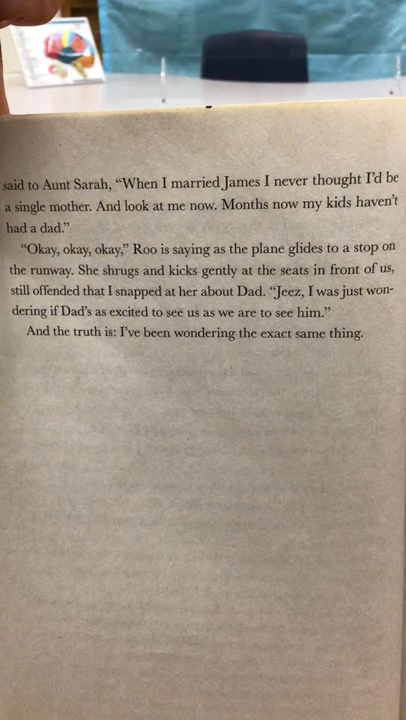 said to Aunt Sarah, “When I married James I never thought I’d be
a single mother. And look at me now. Months now my kids haven’t
had a dad.”
“Okay, okay, okay,” Roo is saying as the plane glides to a stop on
the runway. She shrugs and kicks gently at the seats in front of us,
still offended that I snapped at her about Dad. “Jeez, I was just won-
dering if Dad’s as excited to see us as we are to see him.”
And the truth is: I’ve been wondering the exact same thing.